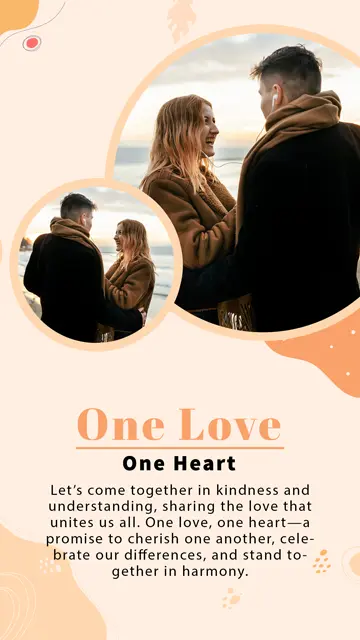 One Love
One Heart
Let’s come together in kindness and
understanding, sharing the love that
unites us all. One love, one heart—a
promise to cherish one another, cele-
brate our differences, and stand to-
gether in harmony.